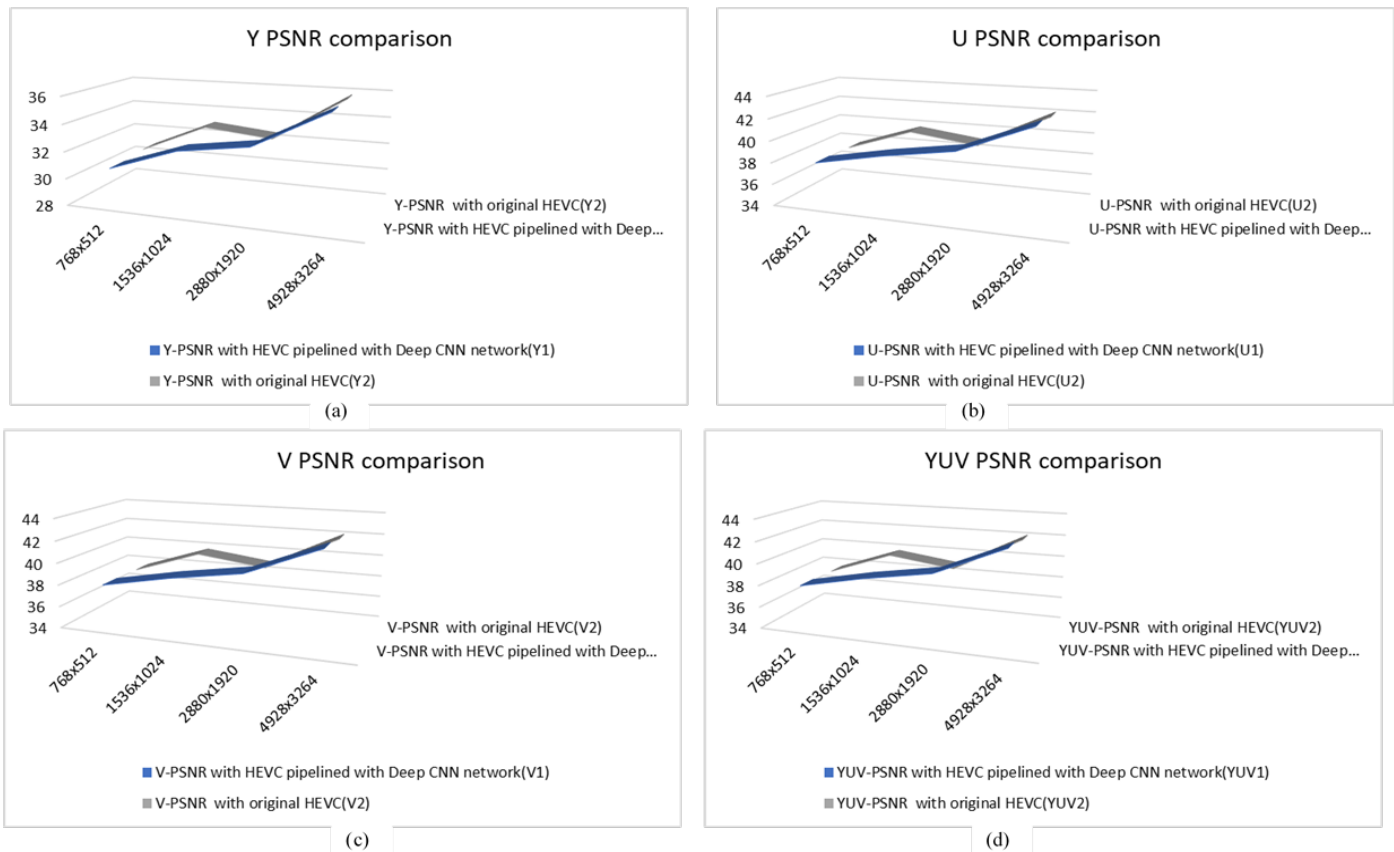 Y PSNR comparison
36
34
32
30
28
768x512
1536x1024
2880x1920
4928x3264
Y-PSNR with original HEVC(Y2)
Y-PSNR with HEVC pipelined with Deep...
Y-PSNR with HEVC pipelined with Deep CNN network(Y1)
Y-PSNR with original HEVC(Y2)
(a)
U PSNR comparison
44
42
40
38
36
34
768x512
1536x1024
2880x1920
4928x3264
U-PSNR with original HEVC(U2)
U-PSNR with HEVC pipelined with Deep...
U-PSNR with HEVC pipelined with Deep CNN network(U1)
U-PSNR with original HEVC(U2)
(b)
V PSNR comparison
44
42
40
38
36
34
768x512
1536x1024
2880x1920
4928x3264
V-PSNR with original HEVC(V2)
V-PSNR with HEVC pipelined with Deep...
V-PSNR with HEVC pipelined with Deep CNN network(V1)
V-PSNR with original HEVC(V2)
(c)
YUV PSNR comparison
44
42
40
38
36
34
768x512
1536x1024
2880x1920
4928x3264
YUV-PSNR with original HEVC(YUV2)
YUV-PSNR with HEVC pipelined with Deep...
YUV-PSNR with HEVC pipelined with Deep CNN network(YUV1)
YUV-PSNR with original HEVC(YUV2)
(d)